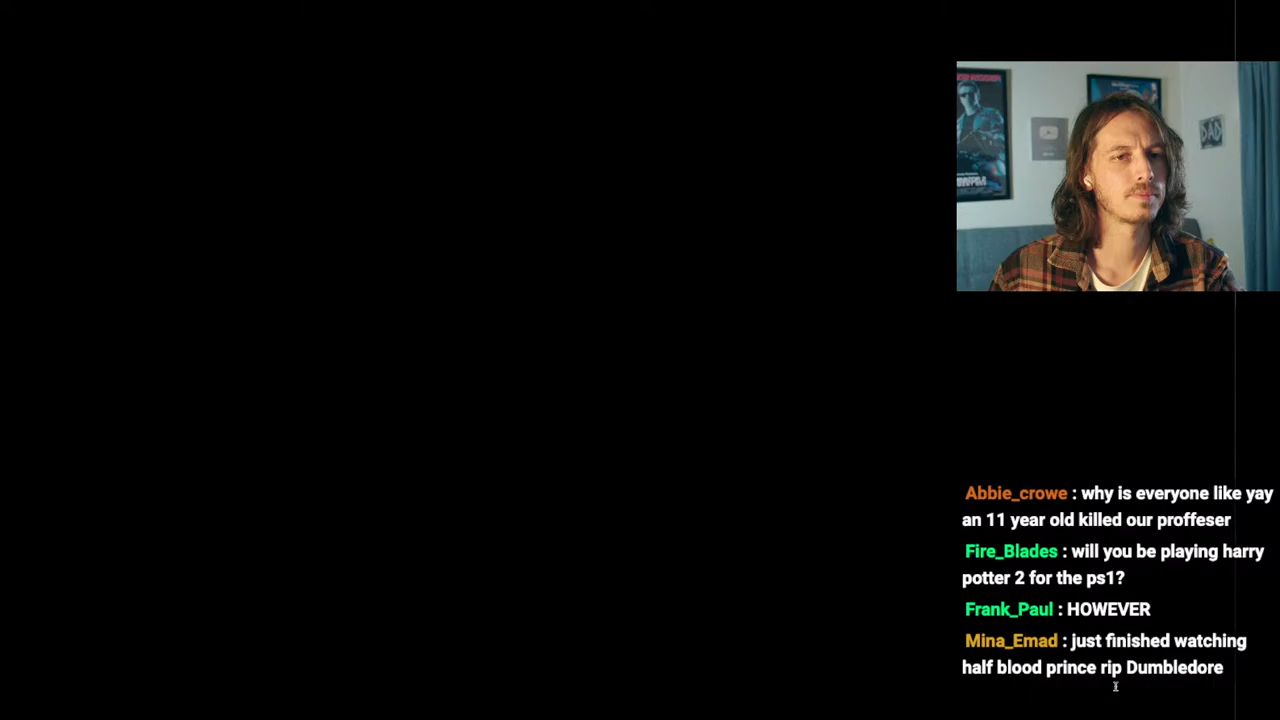 DAD
Abbie_crowe : why is everyone like yay
an 11 year old killed our proffeser
Fire_Blades : will you be playing harry
potter 2 for the ps1?
Frank_Paul : HOWEVER
Mina_Emad : just finished watching
half blood prince rip Dumbledore